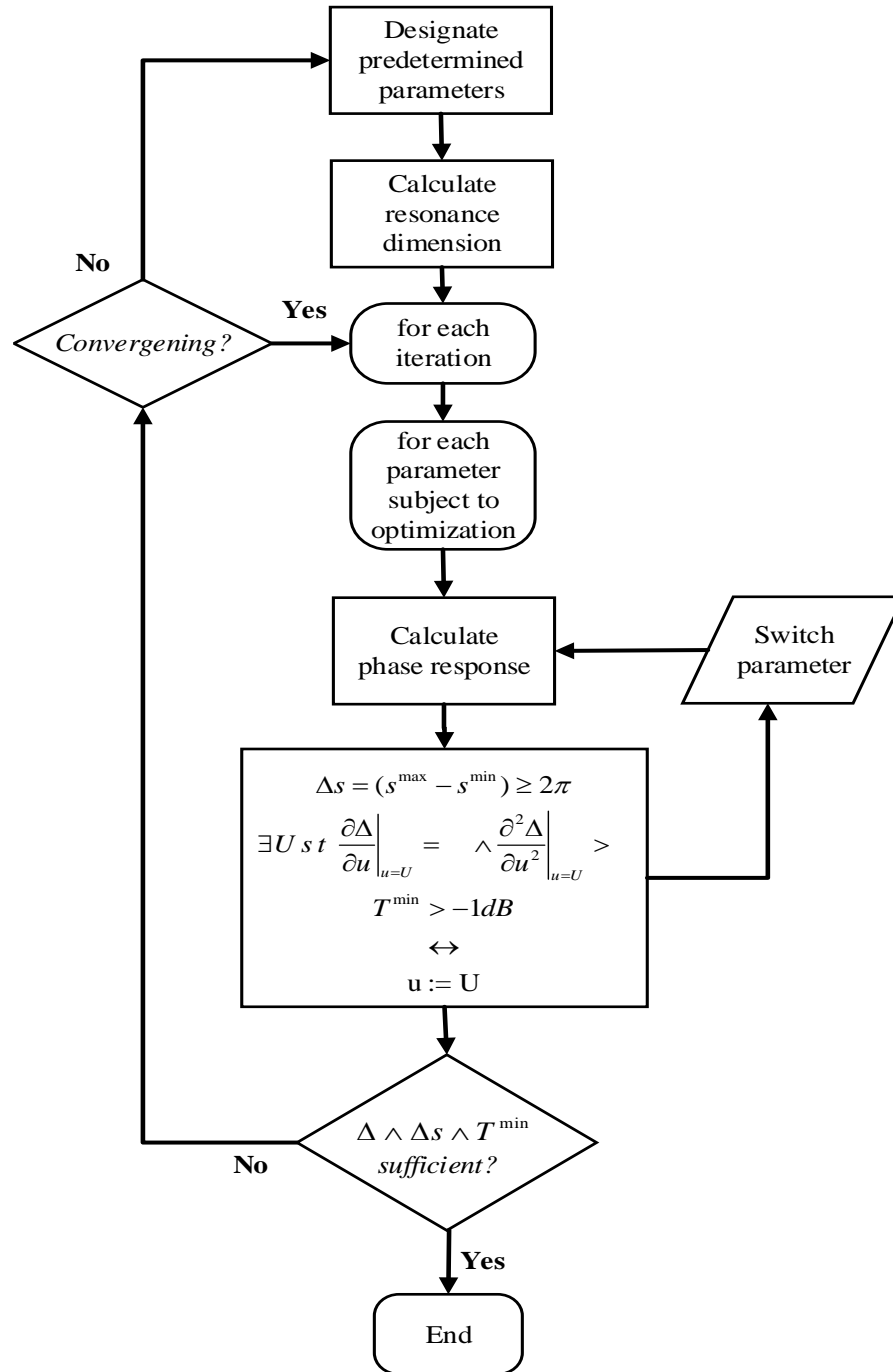 Designate
predetermined
parameters
Calculate
resonance
dimension
No
Yes
Convergening?
for each
iteration
for each
parameter
subject to
optimization
Calculate
phase response
Switch
parameter
Δs = (s^max − s^min) ≥ 2π
∃U s t ∂Δ/∂u|_{u=U} = ∧ ∂²Δ/∂u²|_{u=U} >
T^min > −1dB
↔
u := U
Δ ∧ Δs ∧ T^min
sufficient?
No
Yes
End